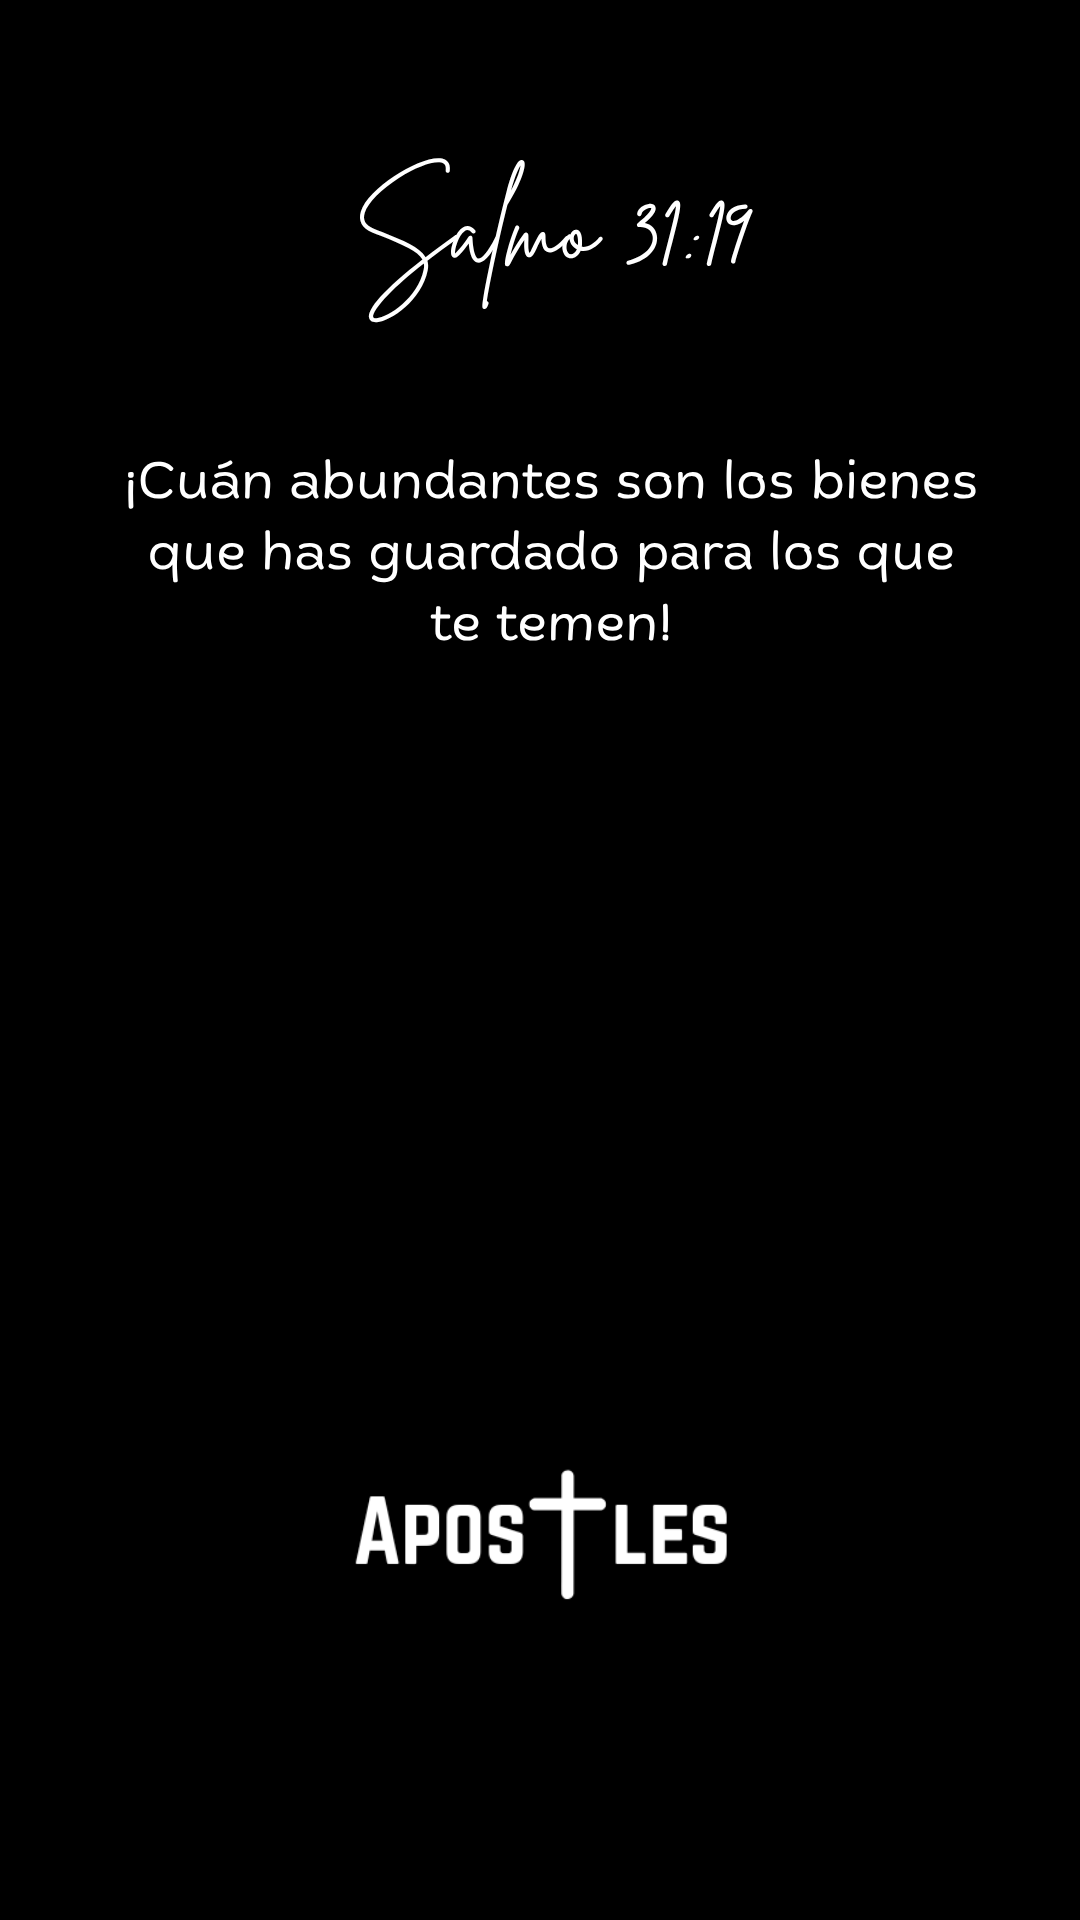 Salmo 31:19
¡Cuán abundantes son los bienes
que has guardado para los que
te temen!
APOSTLES